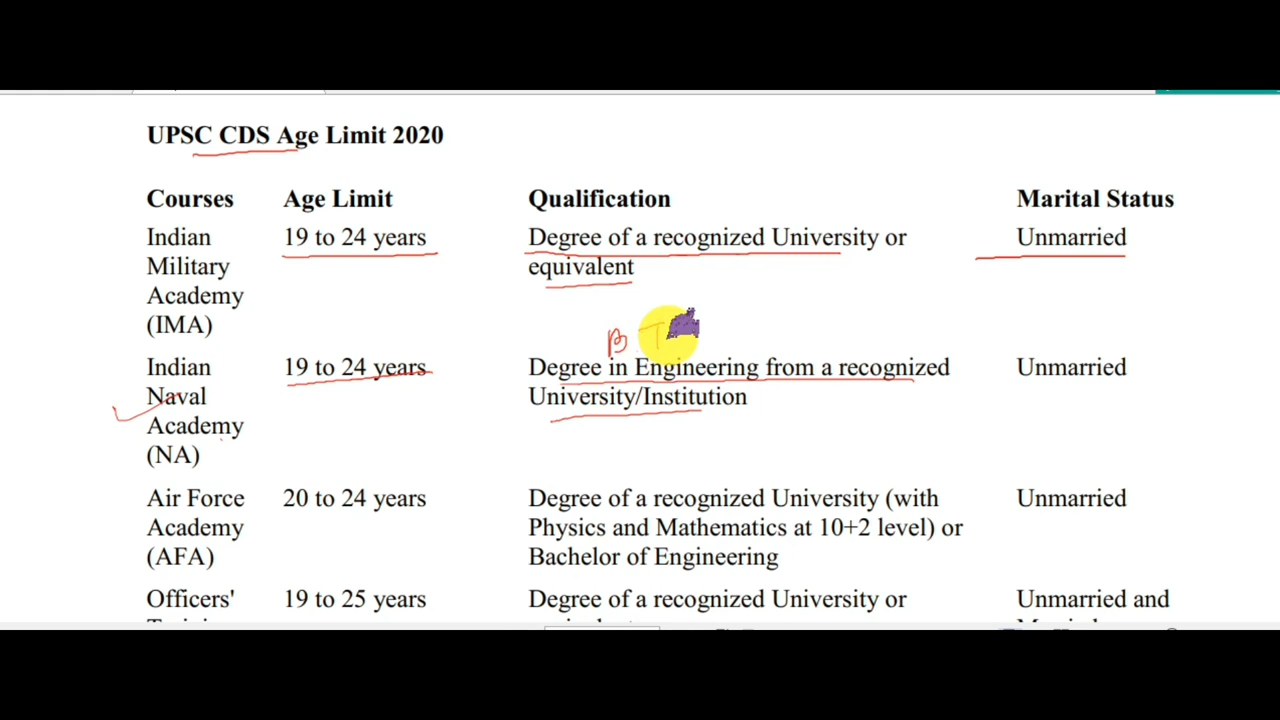 UPSC CDS Age Limit 2020
Courses Age Limit Qualification Marital Status
Indian 19 to 24 years Degree of a recognized University or Unmarried
Military equivalent
Academy
(IMA)
B T
Indian 19 to 24 years Degree in Engineering from a recognized Unmarried
Naval University/Institution
Academy
(NA)
Air Force 20 to 24 years Degree of a recognized University (with Unmarried
Academy Physics and Mathematics at 10+2 level) or
(AFA) Bachelor of Engineering
Officers' 19 to 25 years Degree of a recognized University or Unmarried and